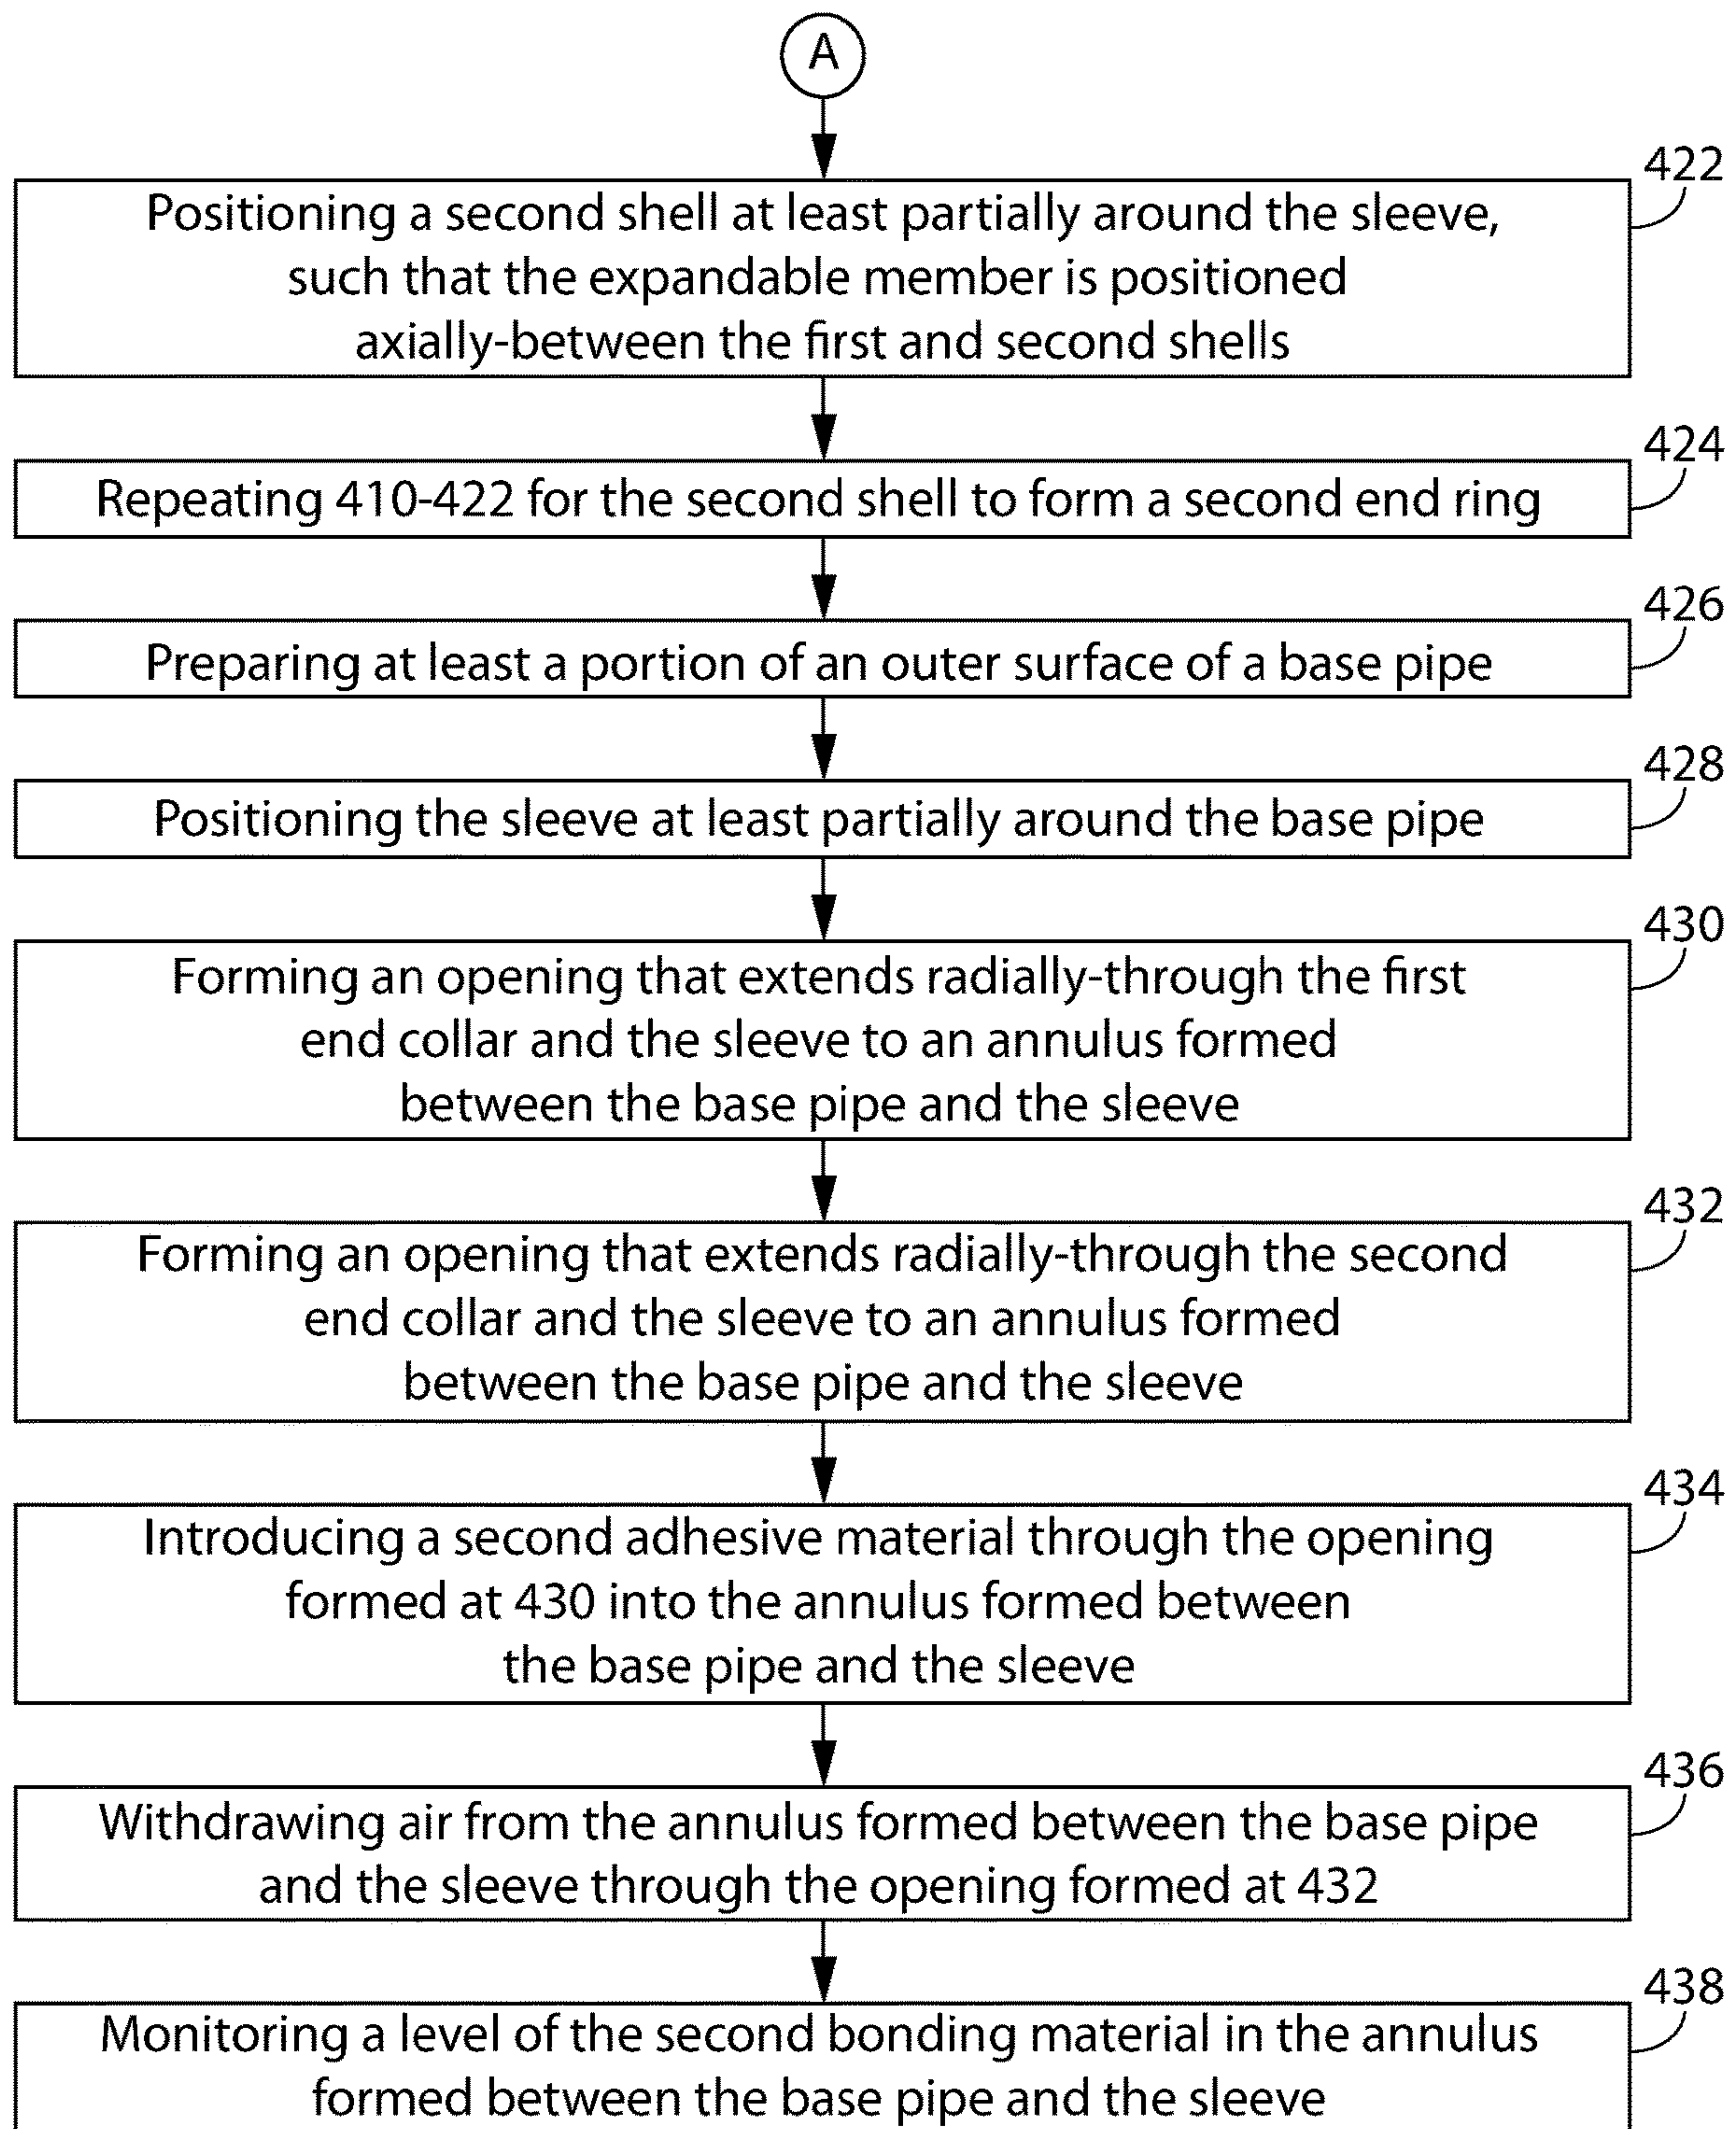 A
422
Positioning a second shell at least partially around the sleeve,
such that the expandable member is positioned
axially-between the first and second shells
424
Repeating 410-422 for the second shell to form a second end ring
426
Preparing at least a portion of an outer surface of a base pipe
428
Positioning the sleeve at least partially around the base pipe
430
Forming an opening that extends radially-through the first
end collar and the sleeve to an annulus formed
between the base pipe and the sleeve
432
Forming an opening that extends radially-through the second
end collar and the sleeve to an annulus formed
between the base pipe and the sleeve
434
Introducing a second adhesive material through the opening
formed at 430 into the annulus formed between
the base pipe and the sleeve
436
Withdrawing air from the annulus formed between the base pipe
and the sleeve through the opening formed at 432
438
Monitoring a level of the second bonding material in the annulus
formed between the base pipe and the sleeve